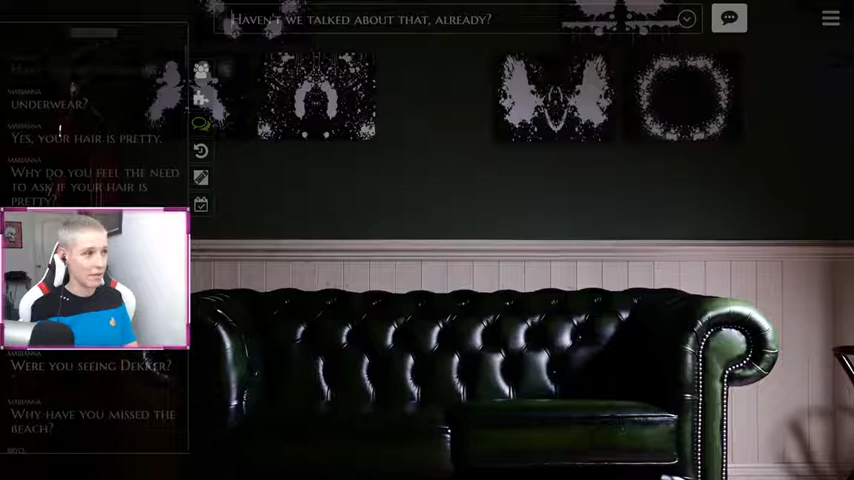 Haven't we talked about that, already?
Marianna
Underwear?
Marianna
Yes, your hair is pretty.
Marianna
Why do you feel the need
to ask if your hair is
pretty?
Were you seeing Dekker?
Marianna
Why have you missed the
beach?
Bryce